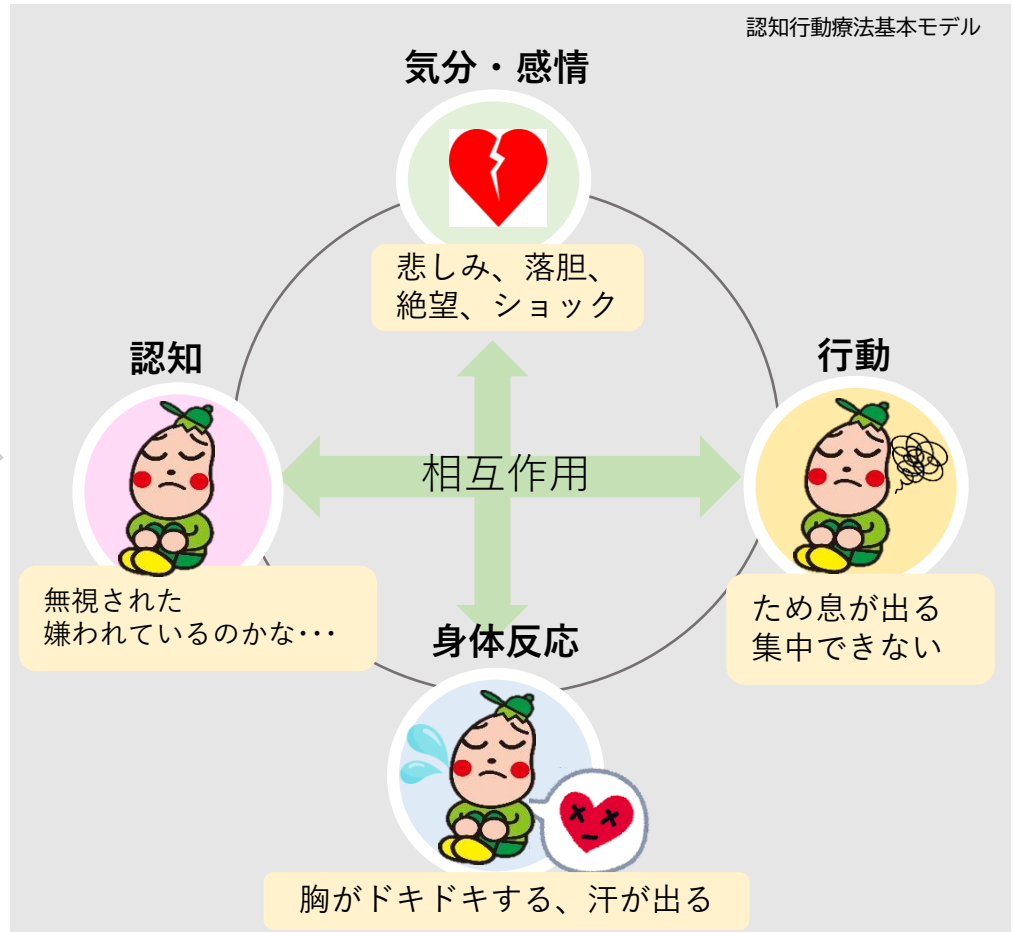 認知行動療法基本モデル
気分・感情
悲しみ、落胆、
絶望、ショック
認知
行動
相互作用
無視された
嫌われているのかな･･･
ため息が出る
集中できない
身体反応
胸がドキドキする、汗が出る